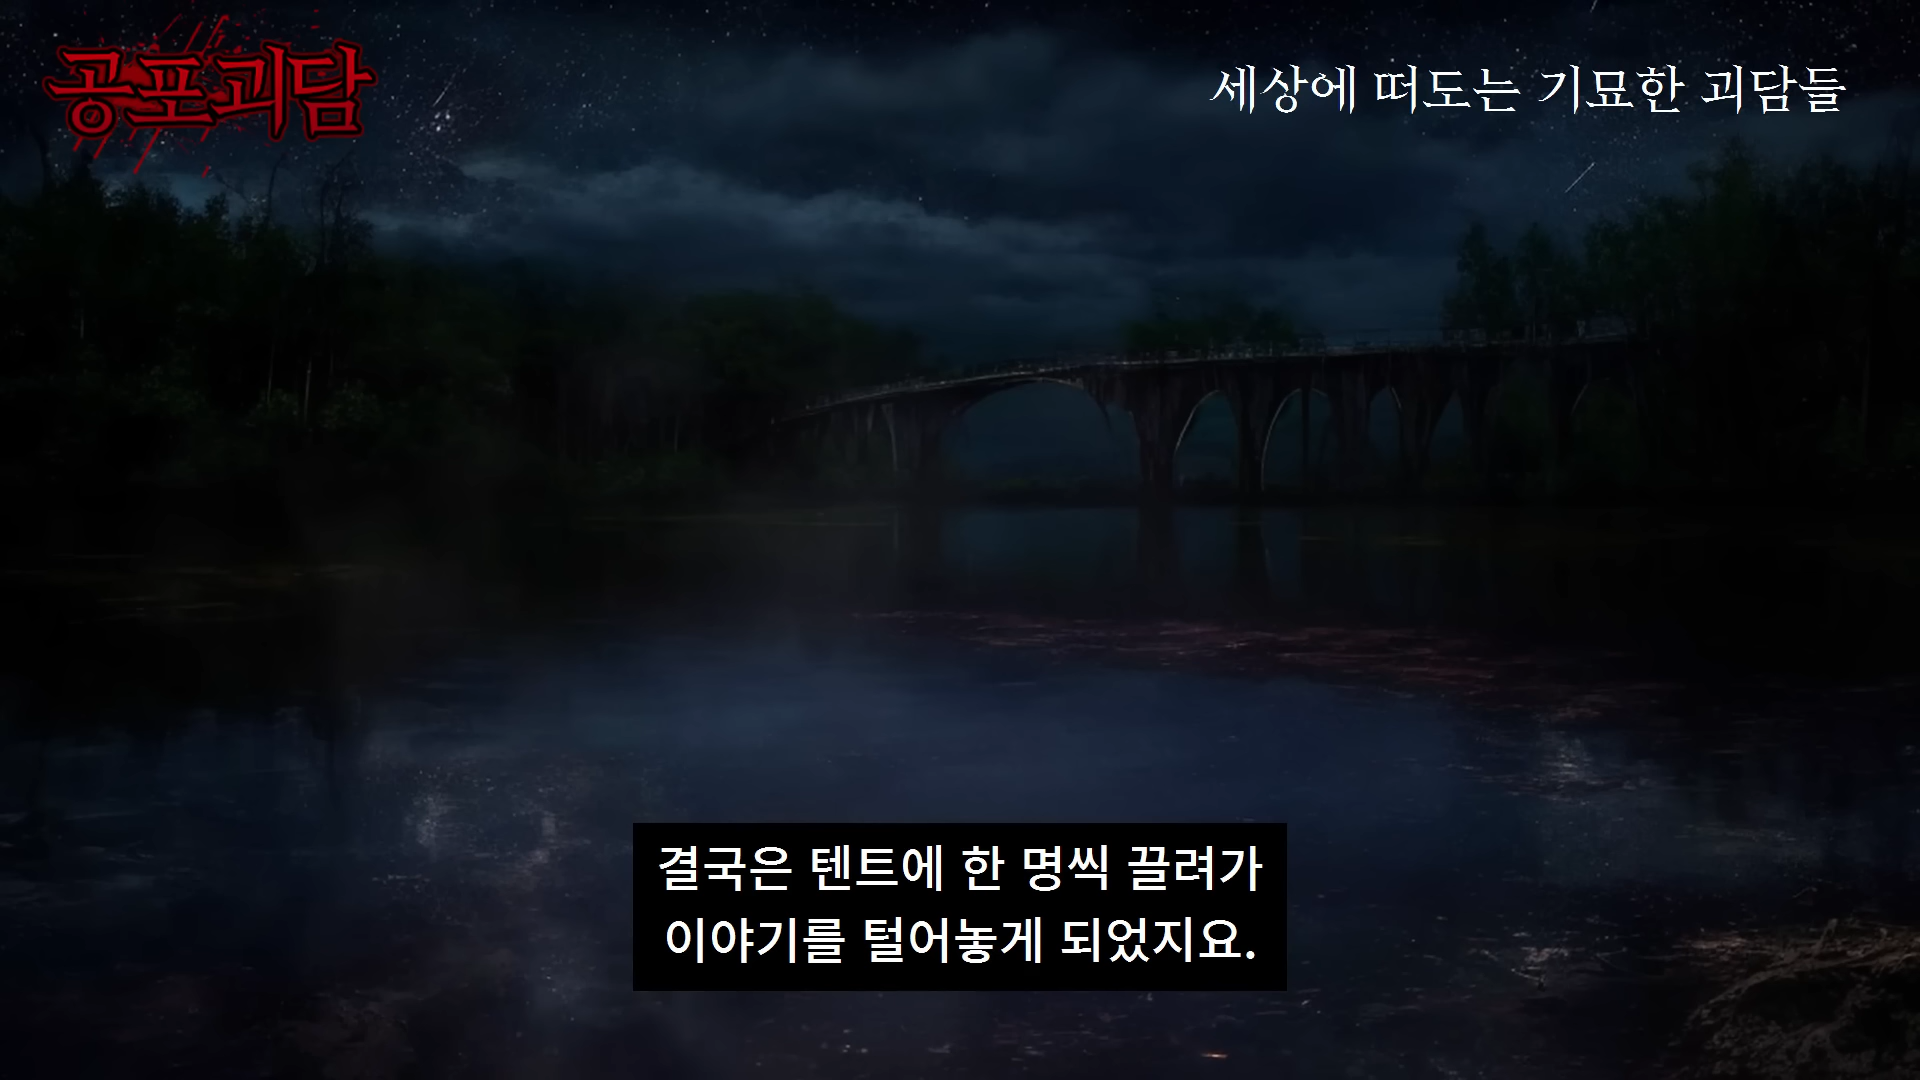 공포괴담
세상에 떠도는 기묘한 괴담들
결국은 텐트에 한 명씩 끌려가
이야기를 털어놓게 되었지요.